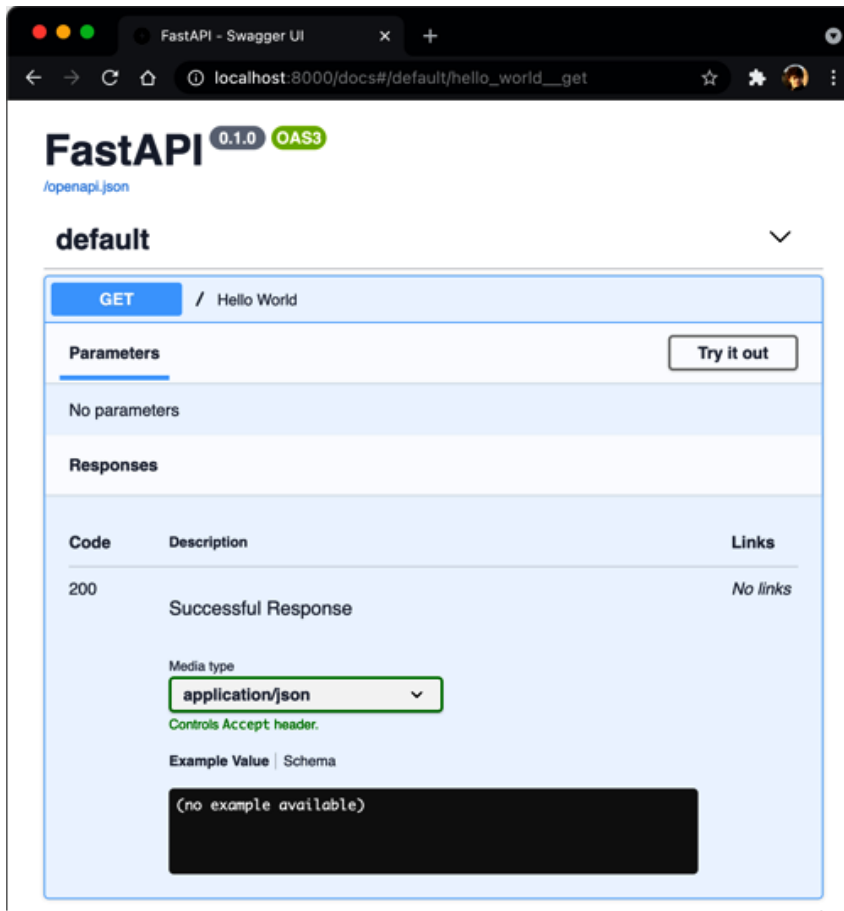 FastAPI - Swagger UI
localhost:8000/docs#/default/hello_world__get
FastAPI 0.1.0 OAS3
/openapi.json
default
GET / Hello World
Parameters Try it out
No parameters
Responses
Code Description Links
200 Successful Response No links
Media type
application/json
Controls Accept header.
Example Value | Schema
(no example available)